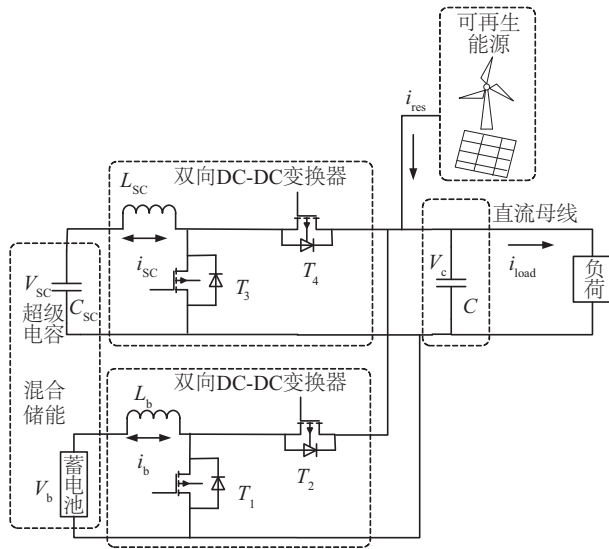 可再生
能源
i_res
双向DC-DC变换器
L_SC
i_SC
T_3
T_4
V_SC
C_SC
超级
电容
直流母线
V_c
C
i_load
负荷
混合
储能
双向DC-DC变换器
L_b
i_b
T_1
T_2
V_b
蓄电池